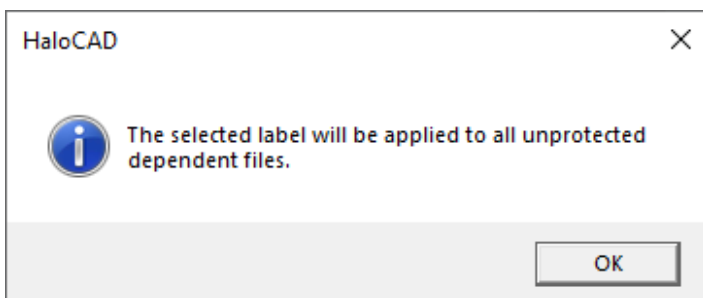 HaloCAD
The selected label will be applied to all unprotected
dependent files.
OK